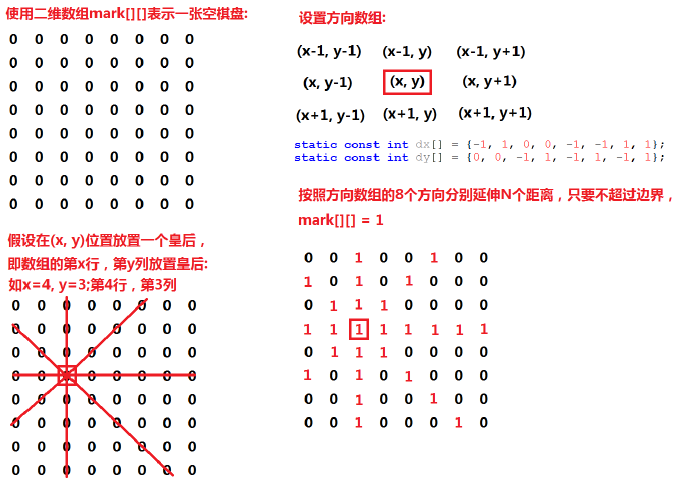 使用二维数组mark[][]表示一张空棋盘:
0 0 0 0 0 0 0 0
0 0 0 0 0 0 0 0
0 0 0 0 0 0 0 0
0 0 0 0 0 0 0 0
0 0 0 0 0 0 0 0
0 0 0 0 0 0 0 0
0 0 0 0 0 0 0 0
0 0 0 0 0 0 0 0
假设在(x, y)位置放置一个皇后，
即数组的第x行，第y列放置皇后:
如x=4, y=3;第4行，第3列
0 0 0 0 0 0 0 0
0 0 0 0 0 0 0 0
0 0 0 0 0 0 0 0
0 0 0 0 0 0 0 0
0 0 0 0 0 0 0 0
0 0 0 0 0 0 0 0
0 0 0 0 0 0 0 0
0 0 0 0 0 0 0 0
设置方向数组:
(x-1, y-1) (x-1, y) (x-1, y+1)
(x, y-1) (x, y) (x, y+1)
(x+1, y-1) (x+1, y) (x+1, y+1)
static const int dx[] = {-1, 1, 0, 0, -1, -1, 1, 1};
static const int dy[] = {0, 0, -1, 1, -1, 1, -1, 1};
按照方向数组的8个方向分别延伸N个距离，只要不超过边界，
mark[][] = 1
0 0 1 0 0 1 0 0
1 0 1 0 1 0 0 0
0 1 1 1 0 0 0 0
1 1 1 1 1 1 1 1
0 1 1 1 0 0 0 0
1 0 1 0 1 0 0 0
0 0 1 0 0 1 0 0
0 0 1 0 0 0 1 0